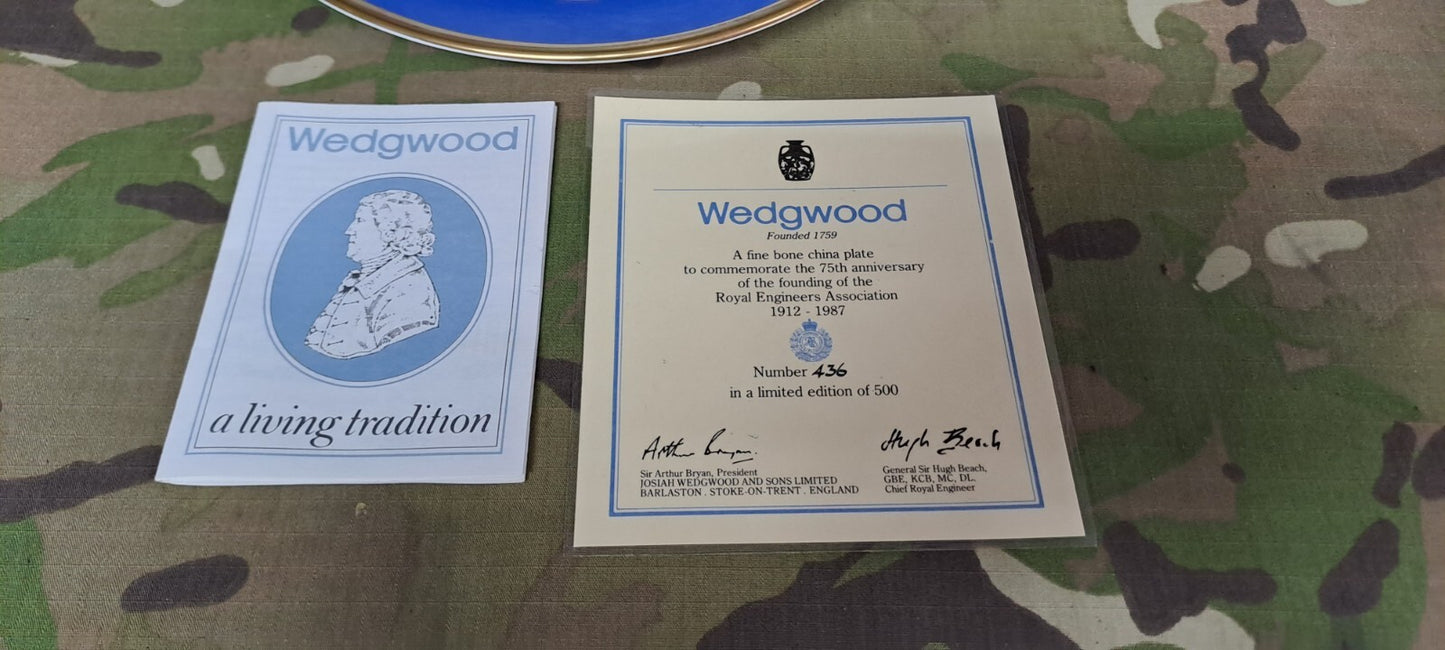 Wedgwood
a living tradition
Wedgwood
Founded 1759
A fine bone china plate
to commemorate the 75th anniversary
of the founding of the
Royal Engineers Association
1912 - 1987
Number 436
in a limited edition of 500
Arthur Bryan.
Sir Arthur Bryan, President
JOSIAH WEDGWOOD AND SONS LIMITED
BARLASTON . STOKE-ON-TRENT . ENGLAND
Hugh Beach
General Sir Hugh Beach,
GBE, KCB, MC, DL.
Chief Royal Engineer